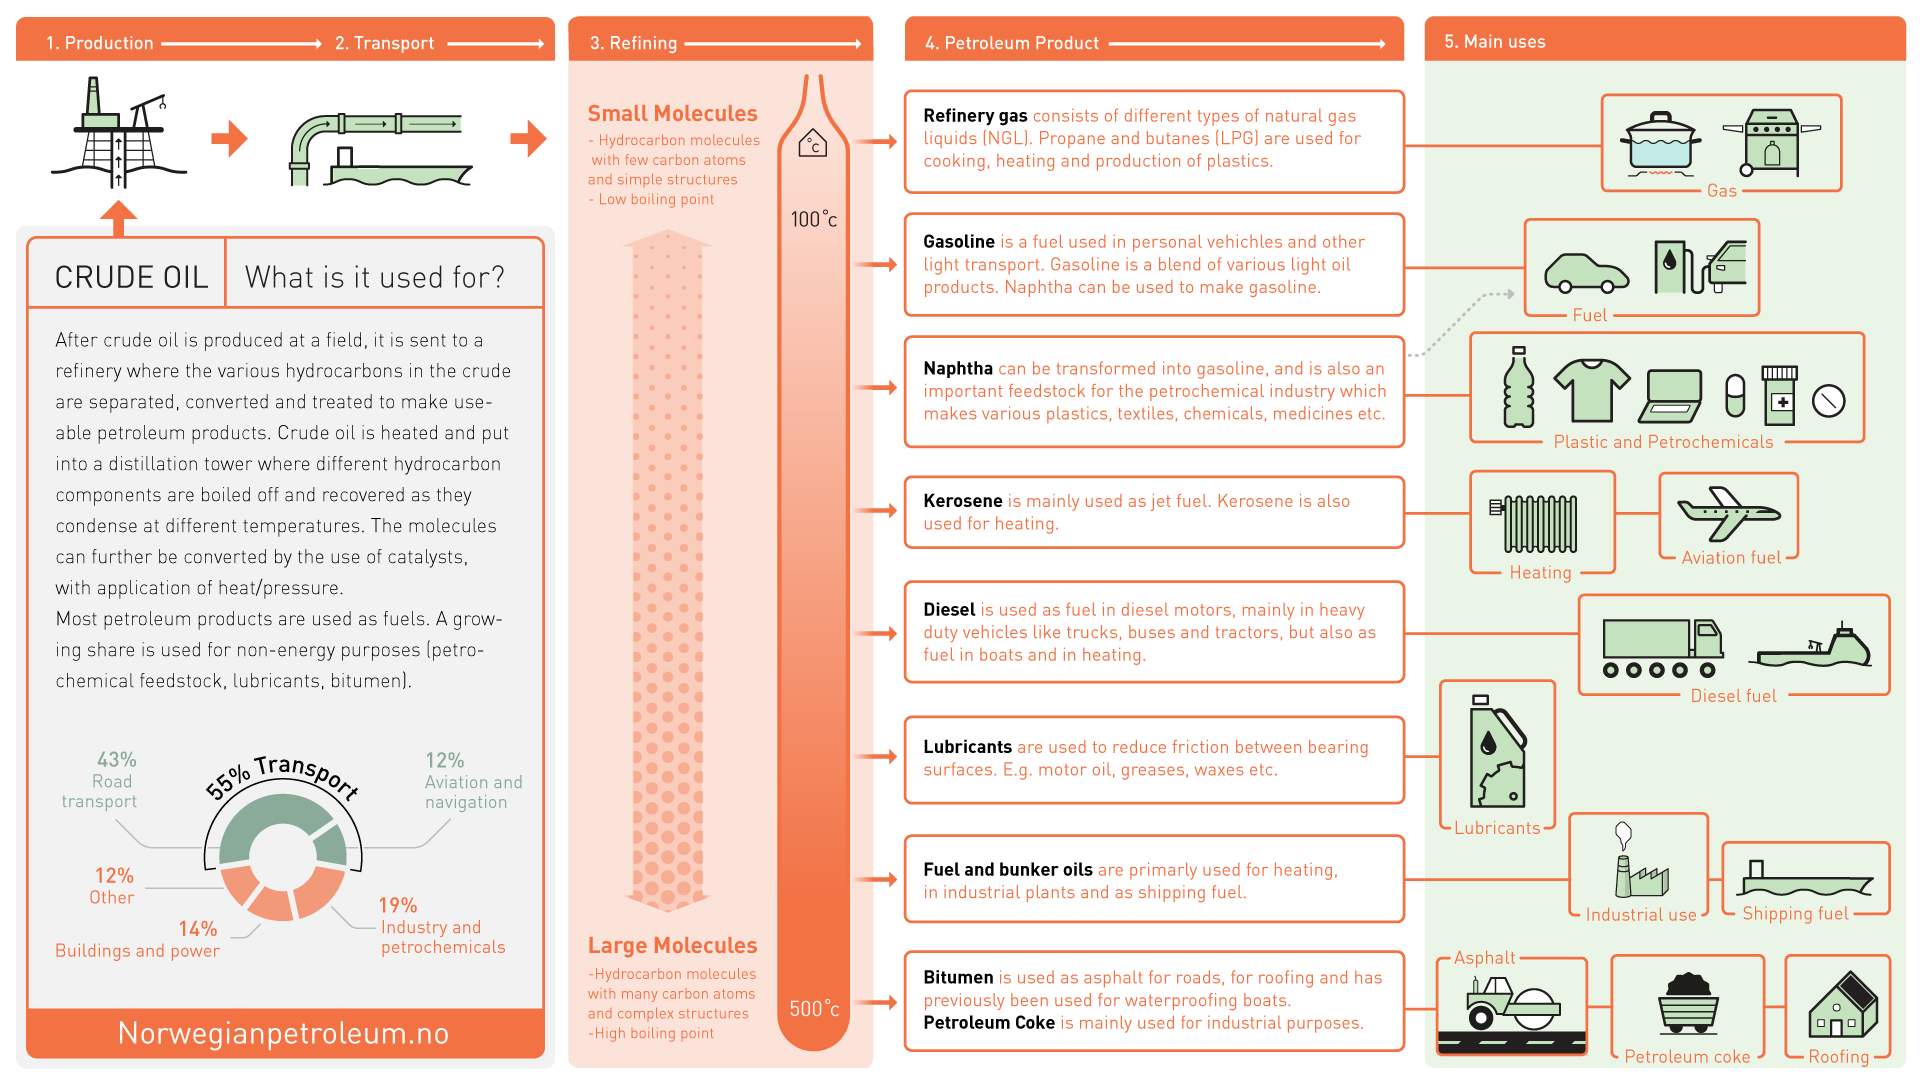 1. Production
2. Transport
3. Refining
4. Petroleum Product
5. Main uses
CRUDE OIL
What is it used for?
After crude oil is produced at a field, it is sent to a
refinery where the various hydrocarbons in the crude
are separated, converted and treated to make use-
able petroleum products. Crude oil is heated and put
into a distillation tower where different hydrocarbon
components are boiled off and recovered as they
condense at different temperatures. The molecules
can further be converted by the use of catalysts,
with application of heat/pressure.
Most petroleum products are used as fuels. A grow-
ing share is used for non-energy purposes (petro-
chemical feedstock, lubricants, bitumen).
55% Transport
43%
Road
transport
12%
Aviation and
navigation
12%
Other
14%
Buildings and power
19%
Industry and
petrochemicals
Norwegianpetroleum.no
Small Molecules
- Hydrocarbon molecules
with few carbon atoms
and simple structures
- Low boiling point
°c
100°c
Large Molecules
-Hydrocarbon molecules
with many carbon atoms
and complex structures
-High boiling point
500°c
Refinery gas consists of different types of natural gas
liquids (NGL). Propane and butanes (LPG) are used for
cooking, heating and production of plastics.
Gasoline is a fuel used in personal vehichles and other
light transport. Gasoline is a blend of various light oil
products. Naphtha can be used to make gasoline.
Naphtha can be transformed into gasoline, and is also an
important feedstock for the petrochemical industry which
makes various plastics, textiles, chemicals, medicines etc.
Kerosene is mainly used as jet fuel. Kerosene is also
used for heating.
Diesel is used as fuel in diesel motors, mainly in heavy
duty vehicles like trucks, buses and tractors, but also as
fuel in boats and in heating.
Lubricants are used to reduce friction between bearing
surfaces. E.g. motor oil, greases, waxes etc.
Fuel and bunker oils are primarly used for heating,
in industrial plants and as shipping fuel.
Bitumen is used as asphalt for roads, for roofing and has
previously been used for waterproofing boats.
Petroleum Coke is mainly used for industrial purposes.
Gas
Fuel
Plastic and Petrochemicals
Heating
Aviation fuel
Diesel fuel
Lubricants
Industrial use
Shipping fuel
Asphalt
Petroleum coke
Roofing